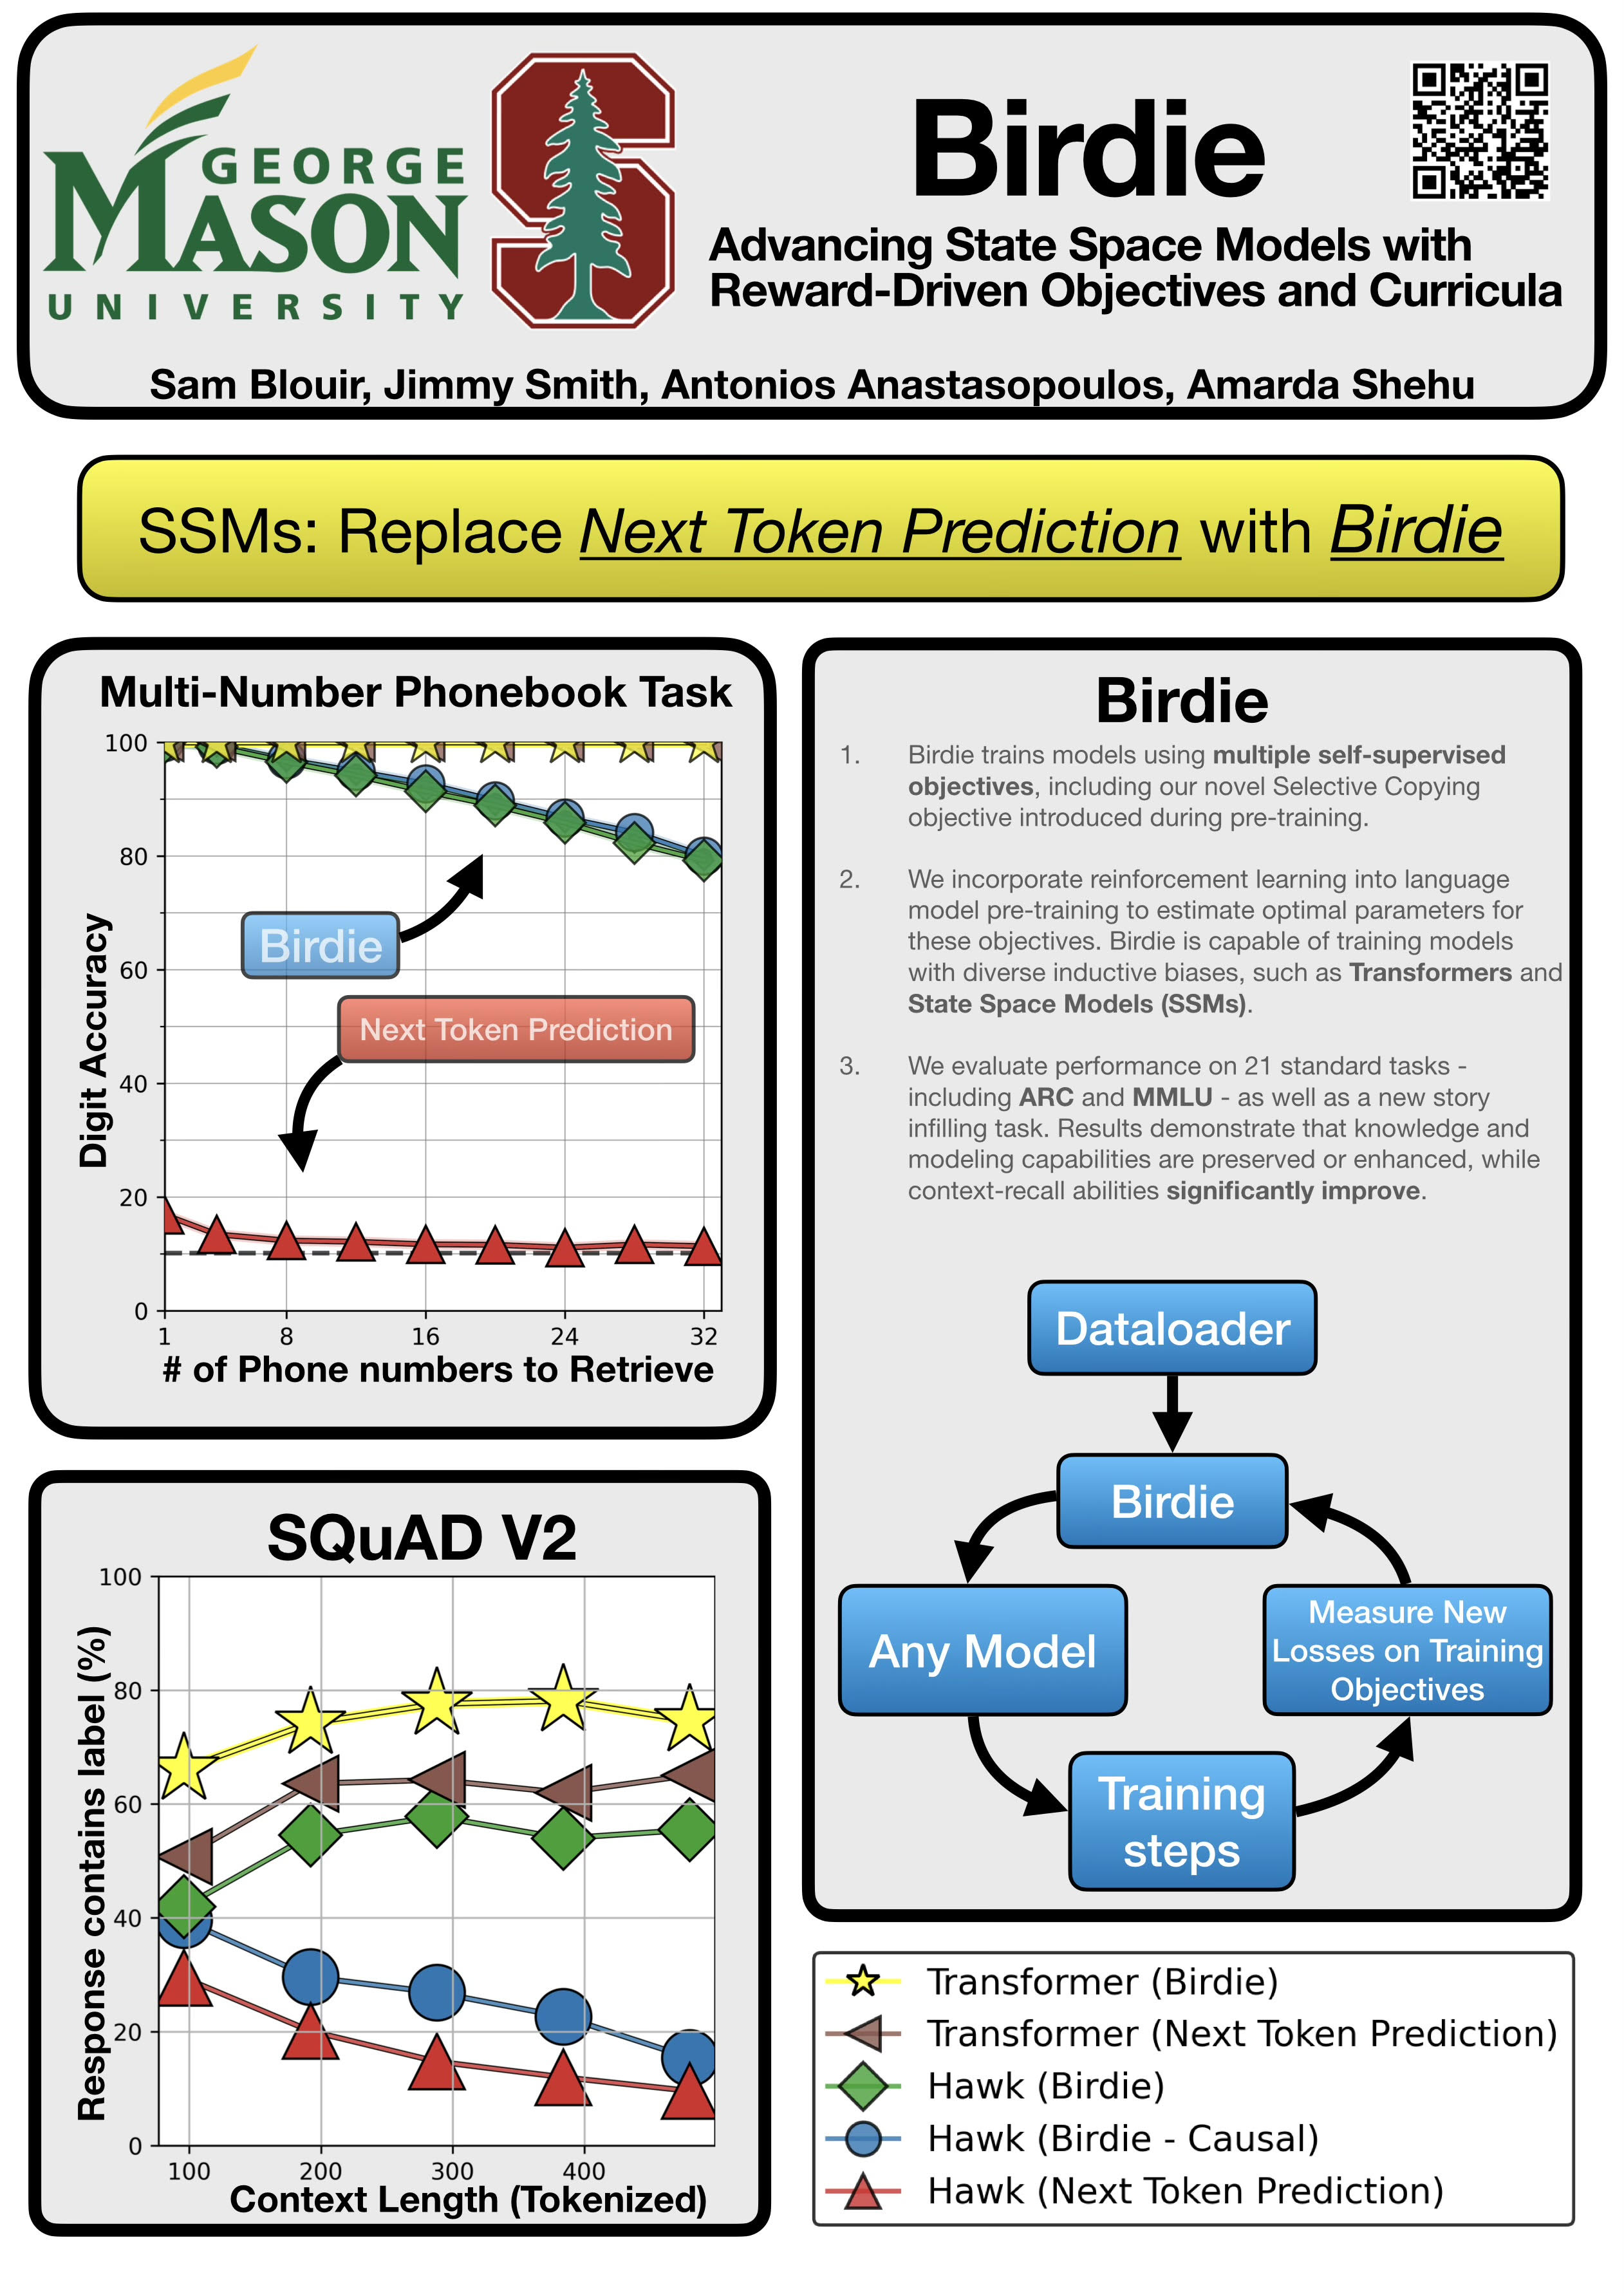 GEORGE
MASON
UNIVERSITY
Birdie
Advancing State Space Models with
Reward-Driven Objectives and Curricula
Sam Blouir, Jimmy Smith, Antonios Anastasopoulos, Amarda Shehu
SSMs: Replace Next Token Prediction with Birdie
Multi-Number Phonebook Task
100
80
60
40
20
0
Digit Accuracy
Birdie
Next Token Prediction
1 8 16 24 32
# of Phone numbers to Retrieve
SQuAD V2
100
80
60
40
20
0
Response contains label (%)
100 200 300 400
Context Length (Tokenized)
Birdie
1. Birdie trains models using multiple self-supervised
objectives, including our novel Selective Copying
objective introduced during pre-training.
2. We incorporate reinforcement learning into language
model pre-training to estimate optimal parameters for
these objectives. Birdie is capable of training models
with diverse inductive biases, such as Transformers and
State Space Models (SSMs).
3. We evaluate performance on 21 standard tasks -
including ARC and MMLU - as well as a new story
infilling task. Results demonstrate that knowledge and
modeling capabilities are preserved or enhanced, while
context-recall abilities significantly improve.
Dataloader
Birdie
Any Model
Measure New
Losses on Training
Objectives
Training
steps
Transformer (Birdie)
Transformer (Next Token Prediction)
Hawk (Birdie)
Hawk (Birdie - Causal)
Hawk (Next Token Prediction)